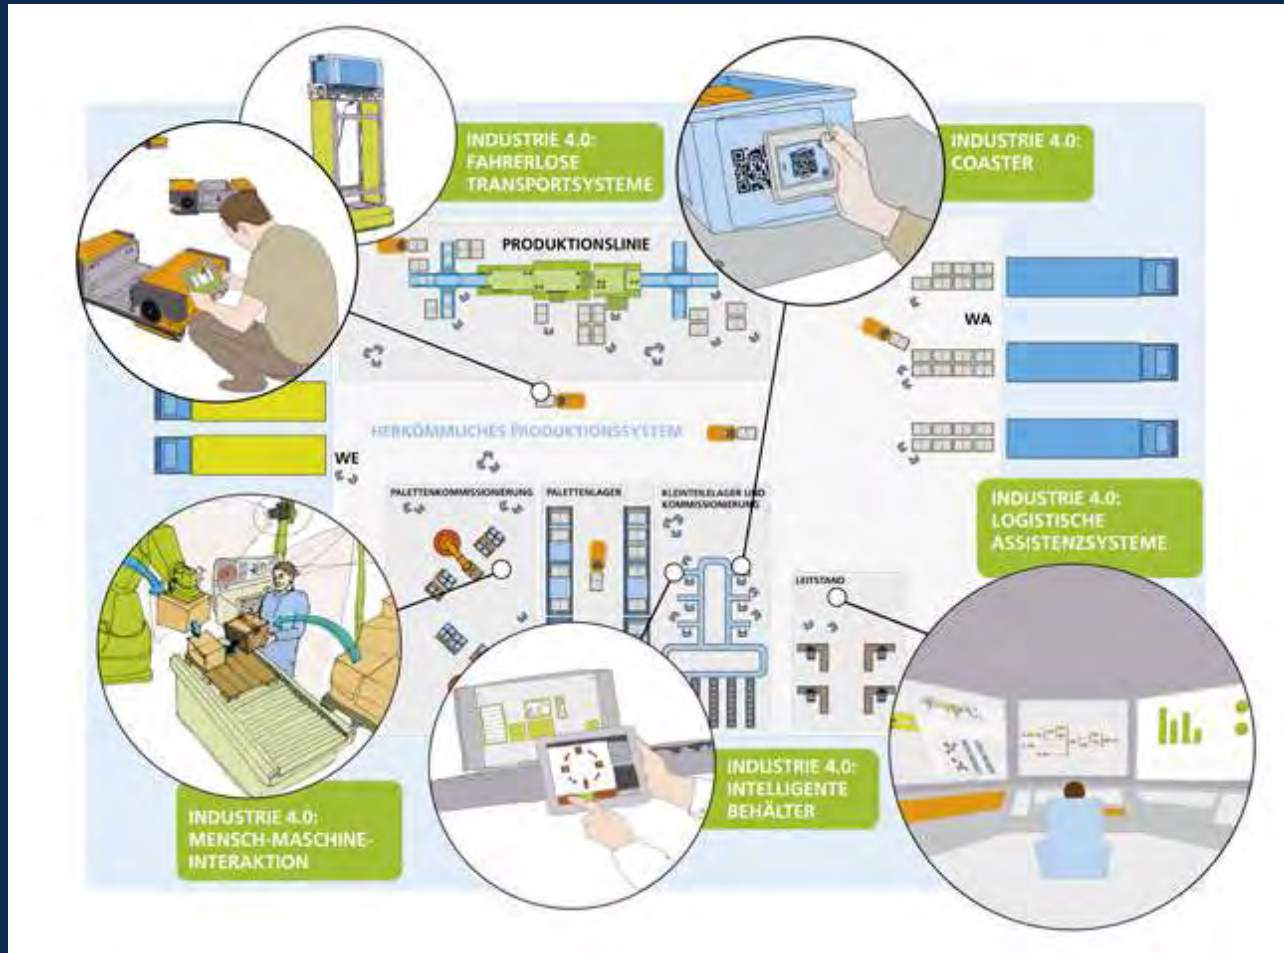 INDUSTRIE 4.0:
FAHRERLOSE
TRANSPORTSYSTEME
INDUSTRIE 4.0:
COASTER
PRODUKTIONSLINIE
WA
HERKÖMMLICHES PRODUKTIONSSYSTEM
WE
PALETTENKOMMISSIONIERUNG
PALETTENLAGER
KLEINTEILELAGER UND
KOMMISSIONIERUNG
INDUSTRIE 4.0:
LOGISTISCHE
ASSISTENZSYSTEME
LEITSTAND
INDUSTRIE 4.0:
INTELLIGENTE
BEHÄLTER
INDUSTRIE 4.0:
MENSCH-MASCHINE-
INTERAKTION